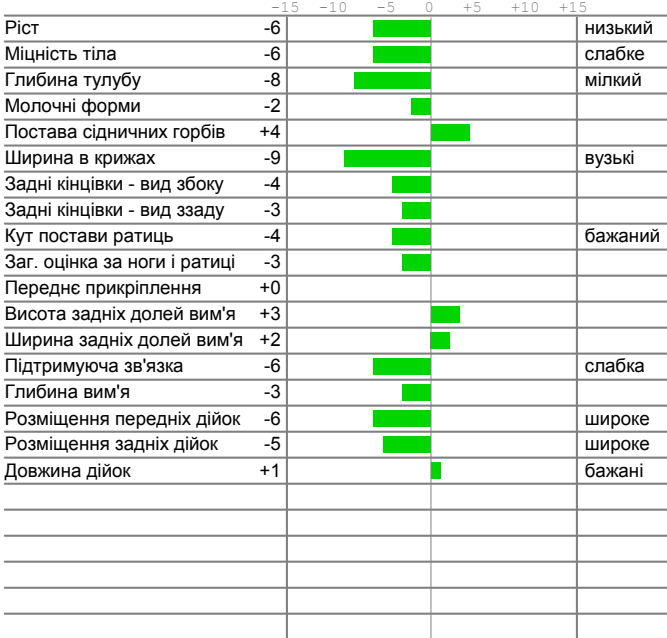 -15 -10 -5 0 +5 +10 +15
Ріст -6 низький
Міцність тіла -6 слабке
Глибина тулубу -8 мілкий
Молочні форми -2
Постава сідничних горбів +4
Ширина в крижах -9 вузькі
Задні кінцівки - вид збоку -4
Задні кінцівки - вид ззаду -3
Кут постави ратиць -4 бажаний
Заг. оцінка за ноги і ратиці -3
Переднє прикріплення +0
Висота задніх долей вим'я +3
Ширина задніх долей вим'я +2
Підтримуюча зв'язка -6 слабка
Глибина вим'я -3
Розміщення передніх дійок -6 широке
Розміщення задніх дійок -5 широке
Довжина дійок +1 бажані